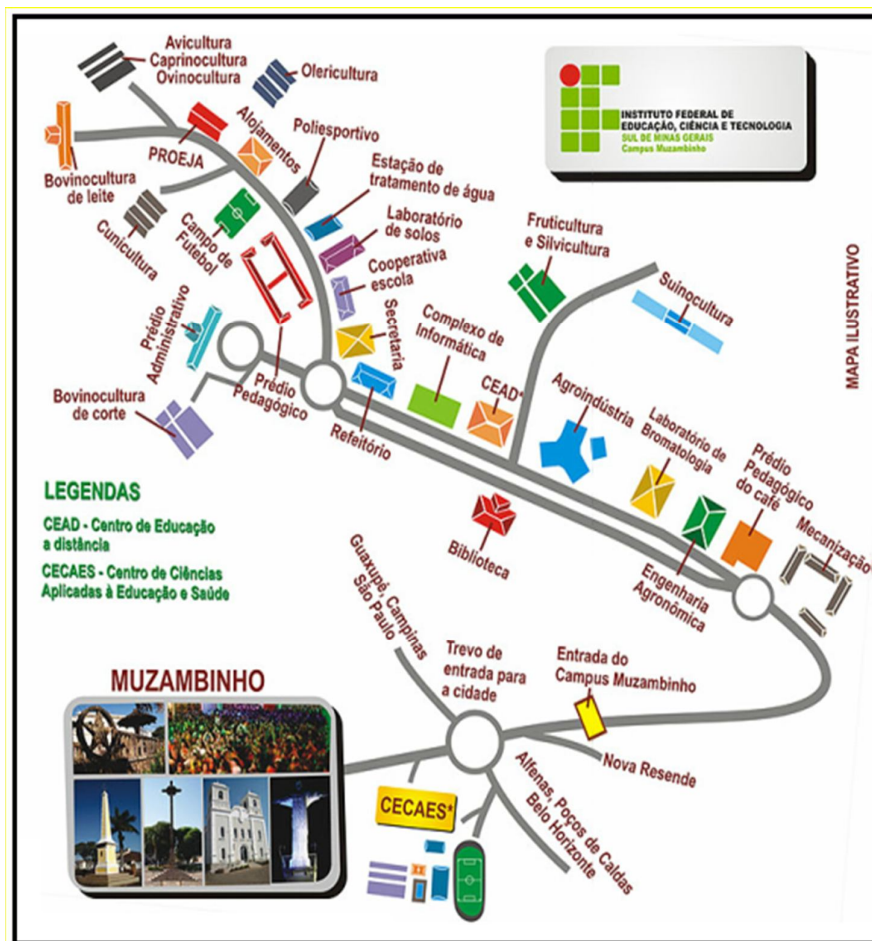 Avicultura
Caprinocultura
Ovinocultura
Olericultura
INSTITUTO FEDERAL DE
EDUCAÇÃO, CIÊNCIA E TECNOLOGIA
SUL DE MINAS GERAIS
Campus Muzambinho
Alojamentos
Poliesportivo
PROEJA
Estação de
tratamento de água
Bovinocultura
de leite
Laboratório
de solos
Cunicultura
Campo de
Futebol
Cooperativa
escola
Fruticultura
e Silvicultura
Suinocultura
MAPA ILUSTRATIVO
Prédio
Administrativo
Prédio
Pedagógico
Secretaria
Complexo de
Informática
CEAD*
Refeitório
Bovinocultura
de corte
Agroindústria
Laboratório de
Bromatologia
Prédio
Pedagógico
do café
Mecanização
LEGENDAS
CEAD - Centro de Educação
a distância
CECAES - Centro de Ciências
Aplicadas à Educação e Saúde
Biblioteca
Engenharia
Agronômica
Guaxupé, Campinas
São Paulo
Trevo de
entrada para
a cidade
Entrada do
Campus Muzambinho
MUZAMBINHO
Nova Resende
CECAES*
Alfenas, Poços de Caldas
Belo Horizonte